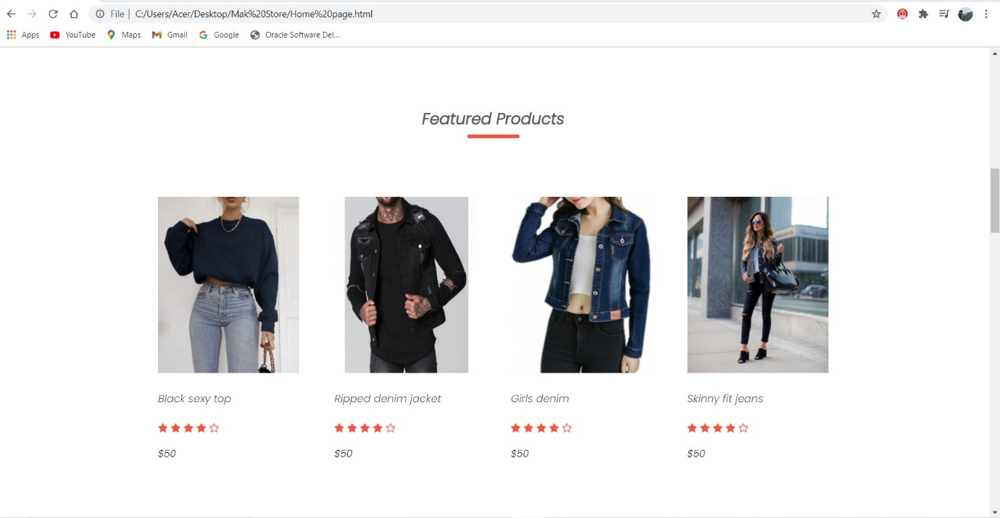 File | C:/Users/Acer/Desktop/Mak%20Store/Home%20page.html
Apps YouTube Maps Gmail Google Oracle Software Del...
Featured Products
Black sexy top Ripped denim jacket Girls denim Skinny fit jeans
$50 $50 $50 $50